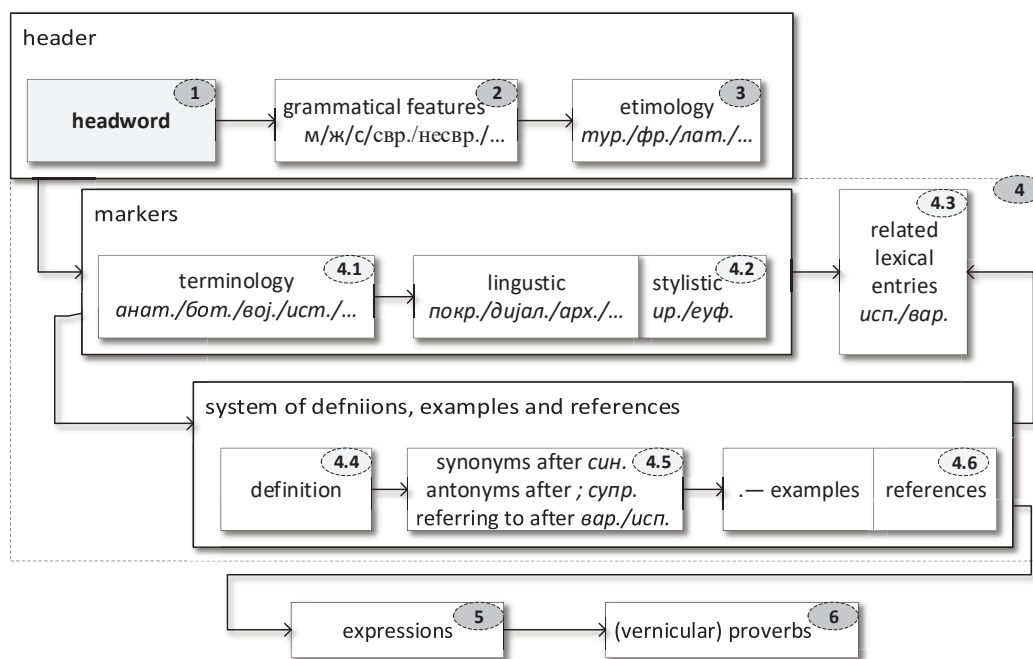 header
1
headword
2
grammatical features
м/ж/с/свр./несвр./...
3
etimology
тур./фр./лат./...
4
markers
4.1
terminology
анат./бот./вој./ист./...
lingustic
покр./дијал./арх./...
4.2
stylistic
ир./еуф.
4.3
related
lexical
entries
исп./вар.
system of defniions, examples and references
4.4
definition
4.5
synonyms after син.
antonyms after ; супр.
referring to after вар./исп.
.— examples
4.6
references
5
expressions
6
(vernicular) proverbs